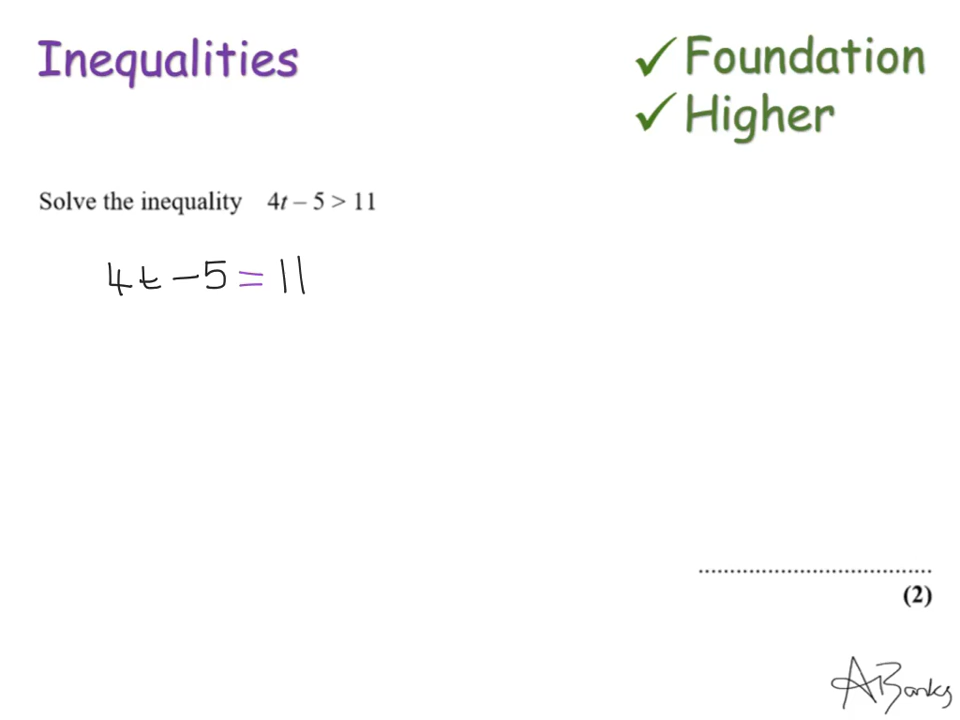 Inequalities
✓ Foundation
✓ Higher
Solve the inequality 4t – 5 > 11
4t – 5 = 11
(2)
ABanks